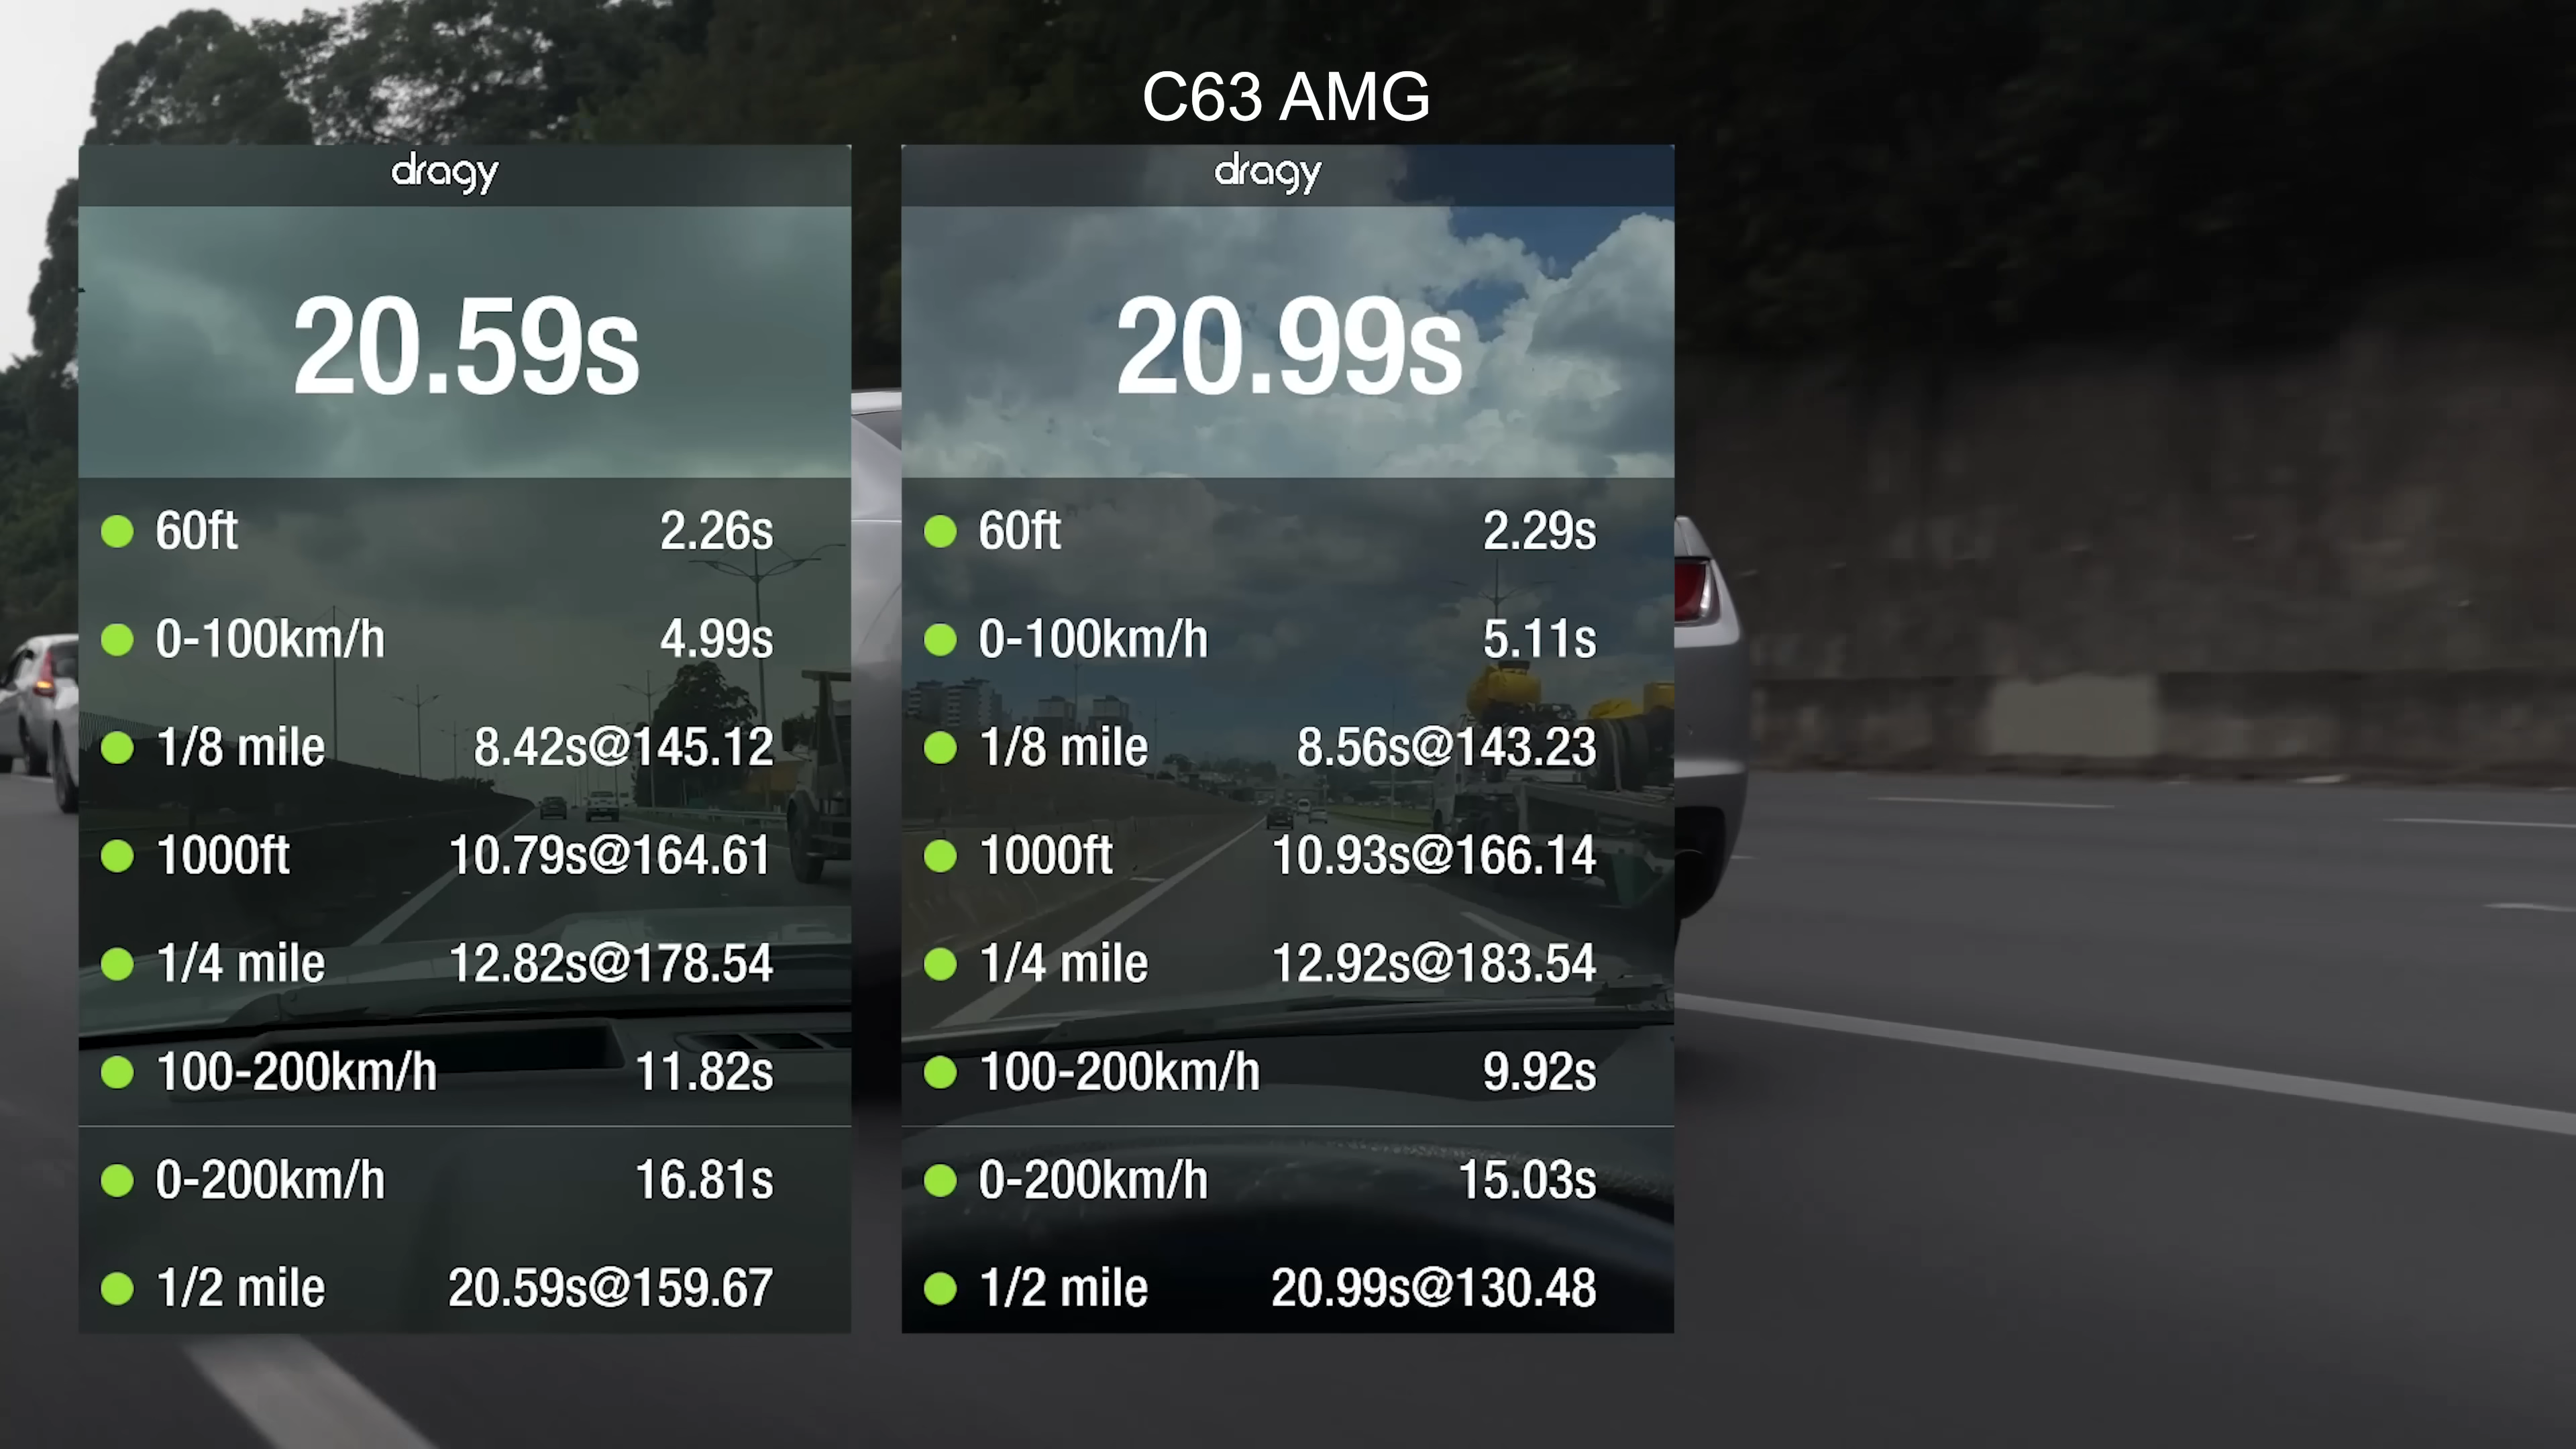 C63 AMG
dragy
20.59s
60ft 2.26s
0-100km/h 4.99s
1/8 mile 8.42s@145.12
1000ft 10.79s@164.61
1/4 mile 12.82s@178.54
100-200km/h 11.82s
0-200km/h 16.81s
1/2 mile 20.59s@159.67
dragy
20.99s
60ft 2.29s
0-100km/h 5.11s
1/8 mile 8.56s@143.23
1000ft 10.93s@166.14
1/4 mile 12.92s@183.54
100-200km/h 9.92s
0-200km/h 15.03s
1/2 mile 20.99s@130.48